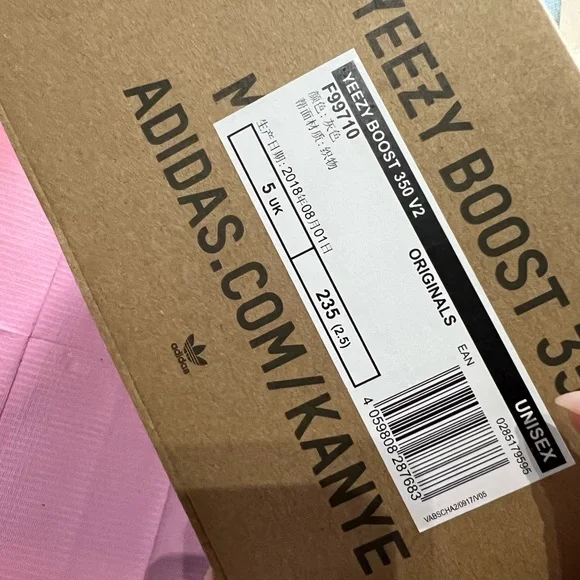 YEEZY BOOST 35
M
ADIDAS.COM/KANYE
adidas
YEEZY BOOST 350 V2
UNISEX
F99710
ORIGINALS
颜色:灰色
鞋面材质:织物
生产日期:2018年08月01日
5 UK
235 (2.5)
EAN
4 059808 287683
0285179595
VABSCHA2/0917/V05